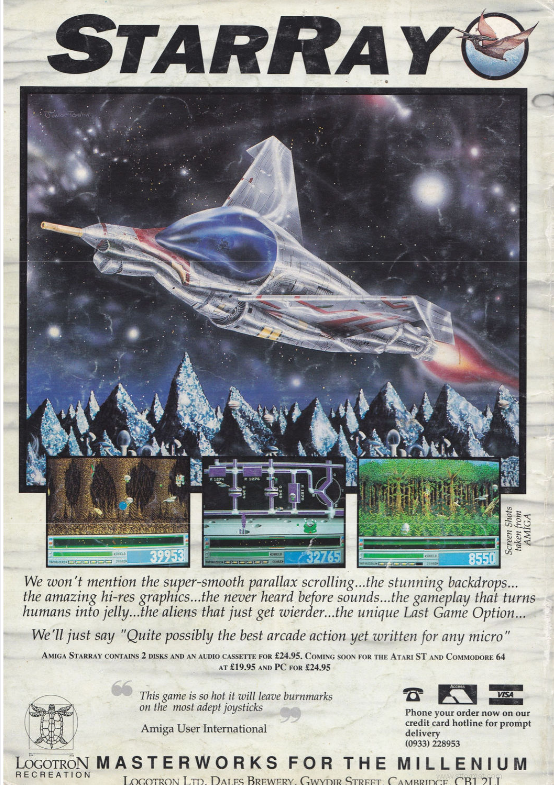 STARRAY
39953
32765
8550
Screen Shots
taken from
AMIGA
We won't mention the super-smooth parallax scrolling...the stunning backdrops...
the amazing hi-res graphics...the never heard before sounds...the gameplay that turns
humans into jelly...the aliens that just get wierder...the unique Last Game Option...
We'll just say "Quite possibly the best arcade action yet written for any micro"
AMIGA STARRAY CONTAINS 2 DISKS AND AN AUDIO CASSETTE FOR £24.95. COMING SOON FOR THE ATARI ST AND COMMODORE 64
AT £19.95 AND PC FOR £24.95
“ This game is so hot it will leave burnmarks
on the most adept joysticks ”
Amiga User International
Access
VISA
Phone your order now on our
credit card hotline for prompt
delivery
(0933) 228953
LOGOTRON
RECREATION
MASTERWORKS FOR THE MILLENIUM
LOGOTRON LTD, DALES BREWERY, GWYDIR STREET, CAMBRIDGE, CB1 2LJ